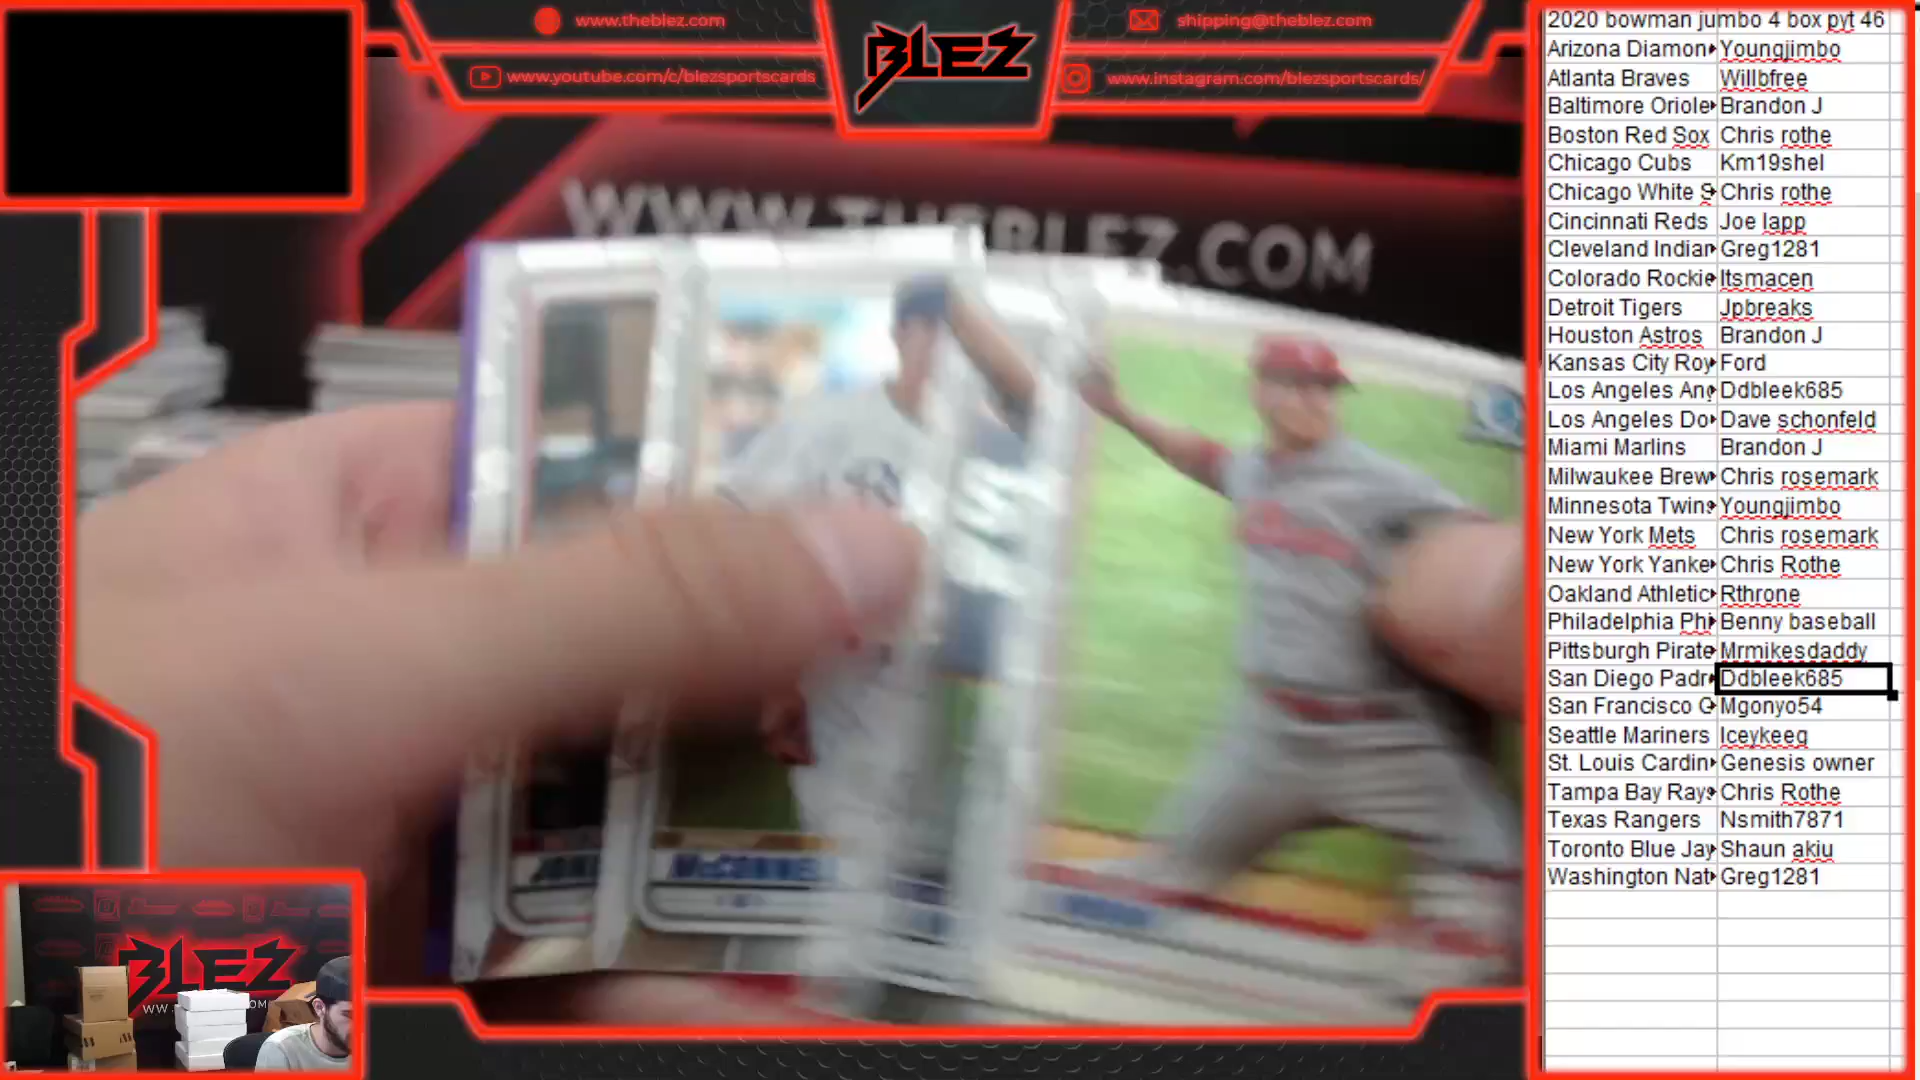 www.theblez.com
www.youtube.com/c/blezsportscards
BLEZ
shipping@theblez.com
www.instagram.com/blezsportscards/
WWW.THEBLEZ.COM
2020 bowman jumbo 4 box pyt 46
Arizona Diamon Youngjimbo
Atlanta Braves Willbfree
Baltimore Oriole Brandon J
Boston Red Sox Chris rothe
Chicago Cubs Km19shel
Chicago White S Chris rothe
Cincinnati Reds Joe lapp
Cleveland Indian Greg1281
Colorado Rockie Itsmacen
Detroit Tigers Jpbreaks
Houston Astros Brandon J
Kansas City Roy Ford
Los Angeles Ang Ddbleek685
Los Angeles Do Dave schonfeld
Miami Marlins Brandon J
Milwaukee Brew Chris rosemark
Minnesota Twins Youngjimbo
New York Mets Chris rosemark
New York Yanke Chris Rothe
Oakland Athletic Rthrone
Philadelphia Phi Benny baseball
Pittsburgh Pirate Mrmikesdaddy
San Diego Padr Ddbleek685
San Francisco G Mgonyo54
Seattle Mariners Iceykeeg
St. Louis Cardin Genesis owner
Tampa Bay Rays Chris Rothe
Texas Rangers Nsmith7871
Toronto Blue Jay Shaun akiu
Washington Nat Greg1281
BLEZ